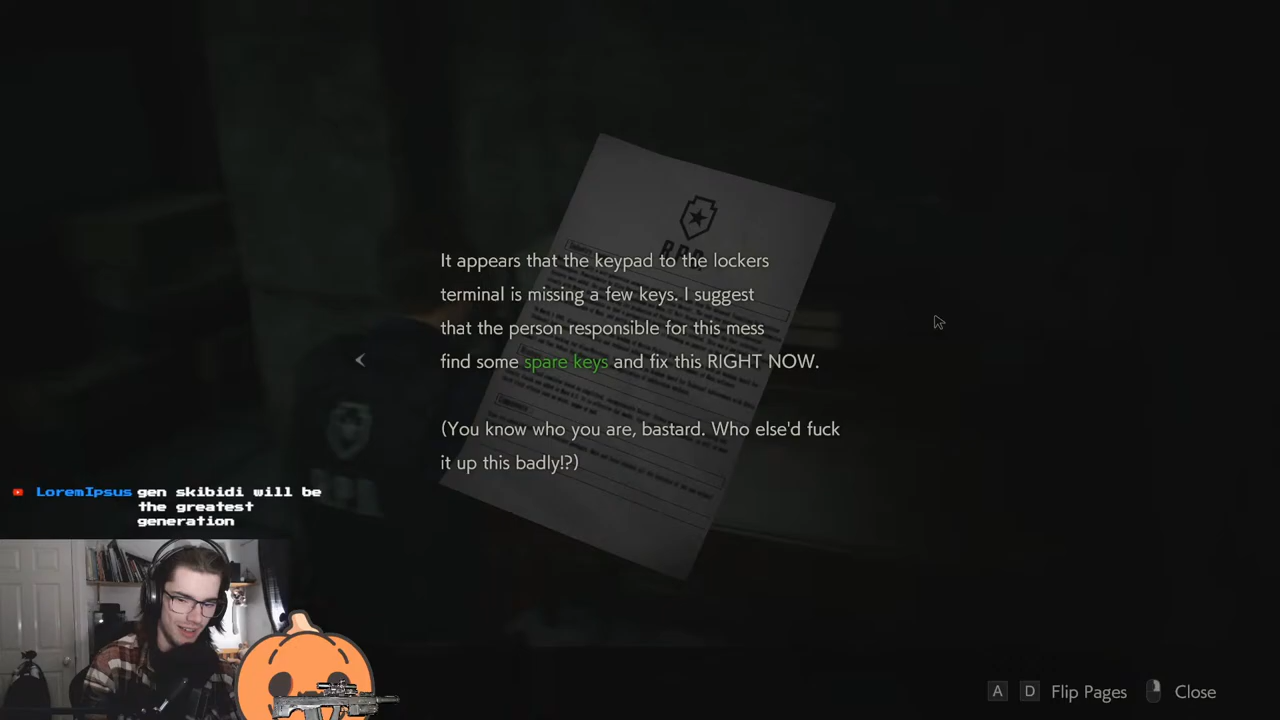 It appears that the keypad to the lockers
terminal is missing a few keys. I suggest
that the person responsible for this mess
find some spare keys and fix this RIGHT NOW.
(You know who you are, bastard. Who else'd fuck
it up this badly!?)
LoremIpsus gen skibidi will be
the greatest
generation
A D Flip Pages Close